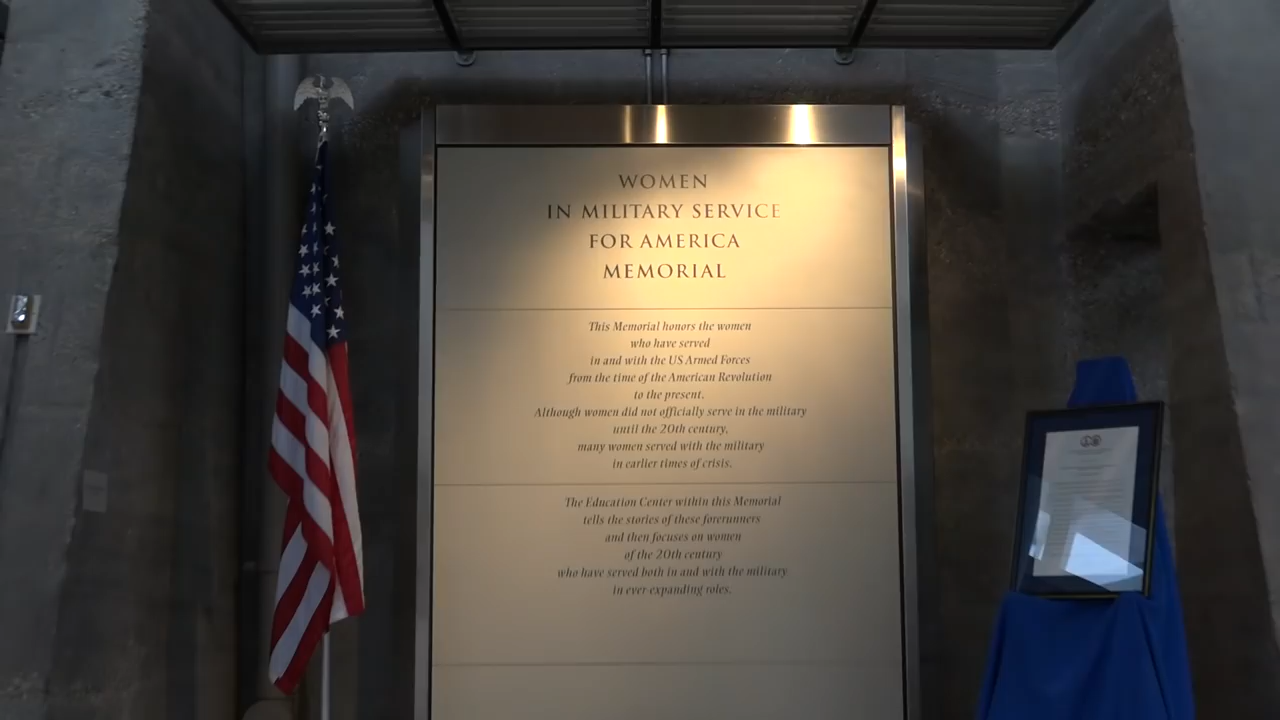 WOMEN
IN MILITARY SERVICE
FOR AMERICA
MEMORIAL
This Memorial honors the women
who have served
in and with the US Armed Forces
from the time of the American Revolution
to the present.
Although women did not officially serve in the military
until the 20th century,
many women served with the military
in earlier times of crisis.
The Education Center within this Memorial
tells the stories of these forerunners
and then focuses on women
of the 20th century
who have served both in and with the military
in ever expanding roles.